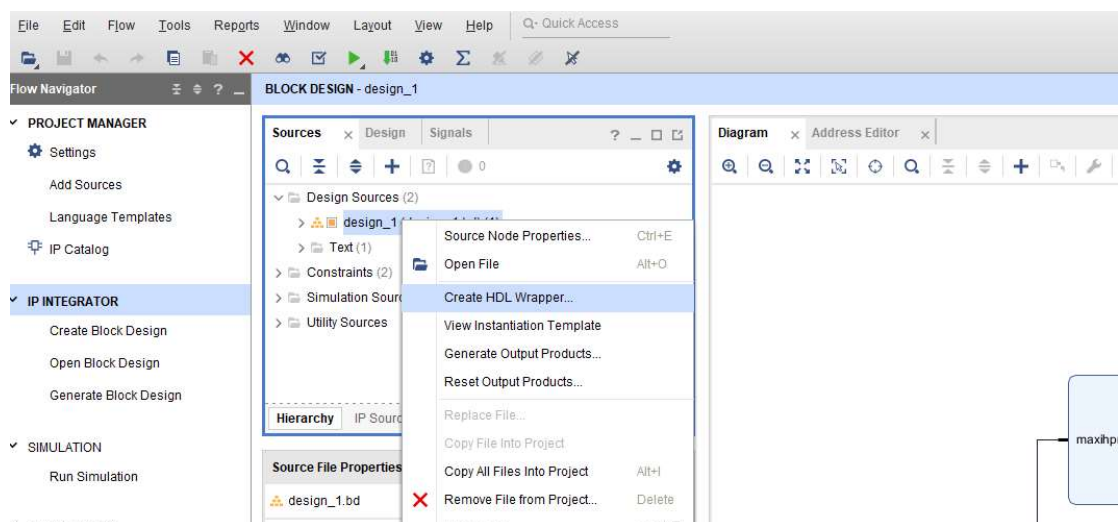 File Edit Flow Tools Reports Window Layout View Help Q- Quick Access
Flow Navigator ? _
BLOCK DESIGN - design_1
PROJECT MANAGER
Settings
Add Sources
Language Templates
IP Catalog
IP INTEGRATOR
Create Block Design
Open Block Design
Generate Block Design
SIMULATION
Run Simulation
Sources x Design Signals ? _
0
Design Sources (2)
design_1
Text (1)
Constraints (2)
Simulation Sour
Utility Sources
Hierarchy IP Sourc
Source File Properties
design_1.bd
Source Node Properties... Ctrl+E
Open File Alt+O
Create HDL Wrapper...
View Instantiation Template
Generate Output Products...
Reset Output Products...
Replace File...
Copy File Into Project
Copy All Files Into Project Alt+I
Remove File from Project... Delete
Diagram x Address Editor x
maxihp